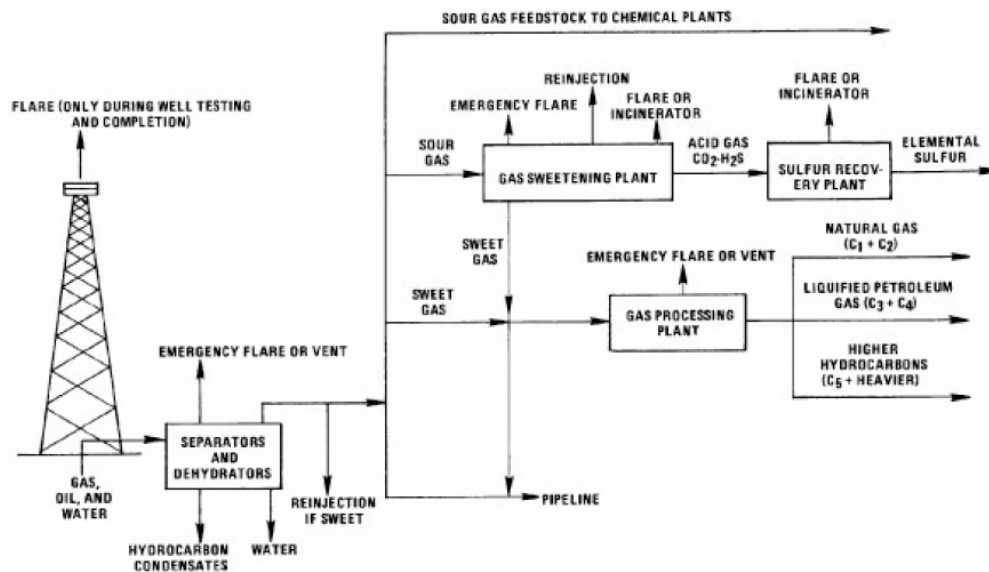 SOUR GAS FEEDSTOCK TO CHEMICAL PLANTS
FLARE (ONLY DURING WELL TESTING
AND COMPLETION)
REINJECTION
EMERGENCY FLARE
FLARE OR
INCINERATOR
FLARE OR
INCINERATOR
SOUR
GAS
GAS SWEETENING PLANT
ACID GAS
CO2-H2S
SULFUR RECOV-
ERY PLANT
ELEMENTAL
SULFUR
SWEET
GAS
SWEET
GAS
EMERGENCY FLARE OR VENT
GAS PROCESSING
PLANT
NATURAL GAS
(C1 + C2)
LIQUIFIED PETROLEUM
GAS (C3 + C4)
HIGHER
HYDROCARBONS
(C5 + HEAVIER)
EMERGENCY FLARE OR VENT
SEPARATORS
AND
DEHYDRATORS
GAS,
OIL, AND
WATER
HYDROCARBON
CONDENSATES
WATER
REINJECTION
IF SWEET
PIPELINE